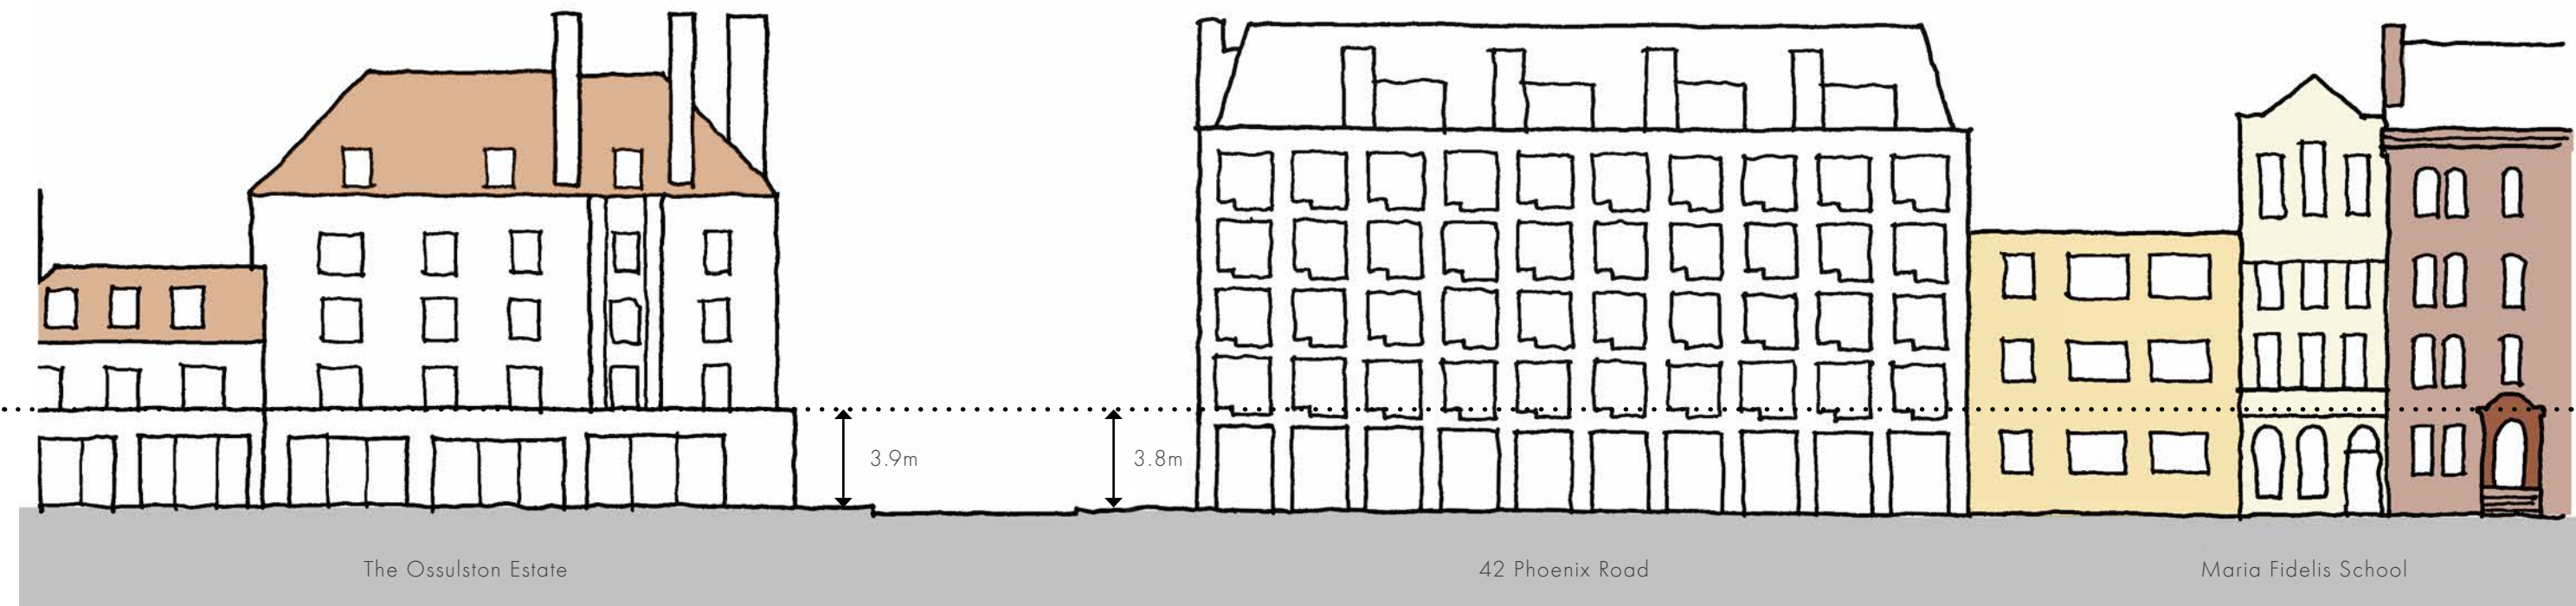 3.9m
3.8m
The Ossulston Estate
42 Phoenix Road
Maria Fidelis School